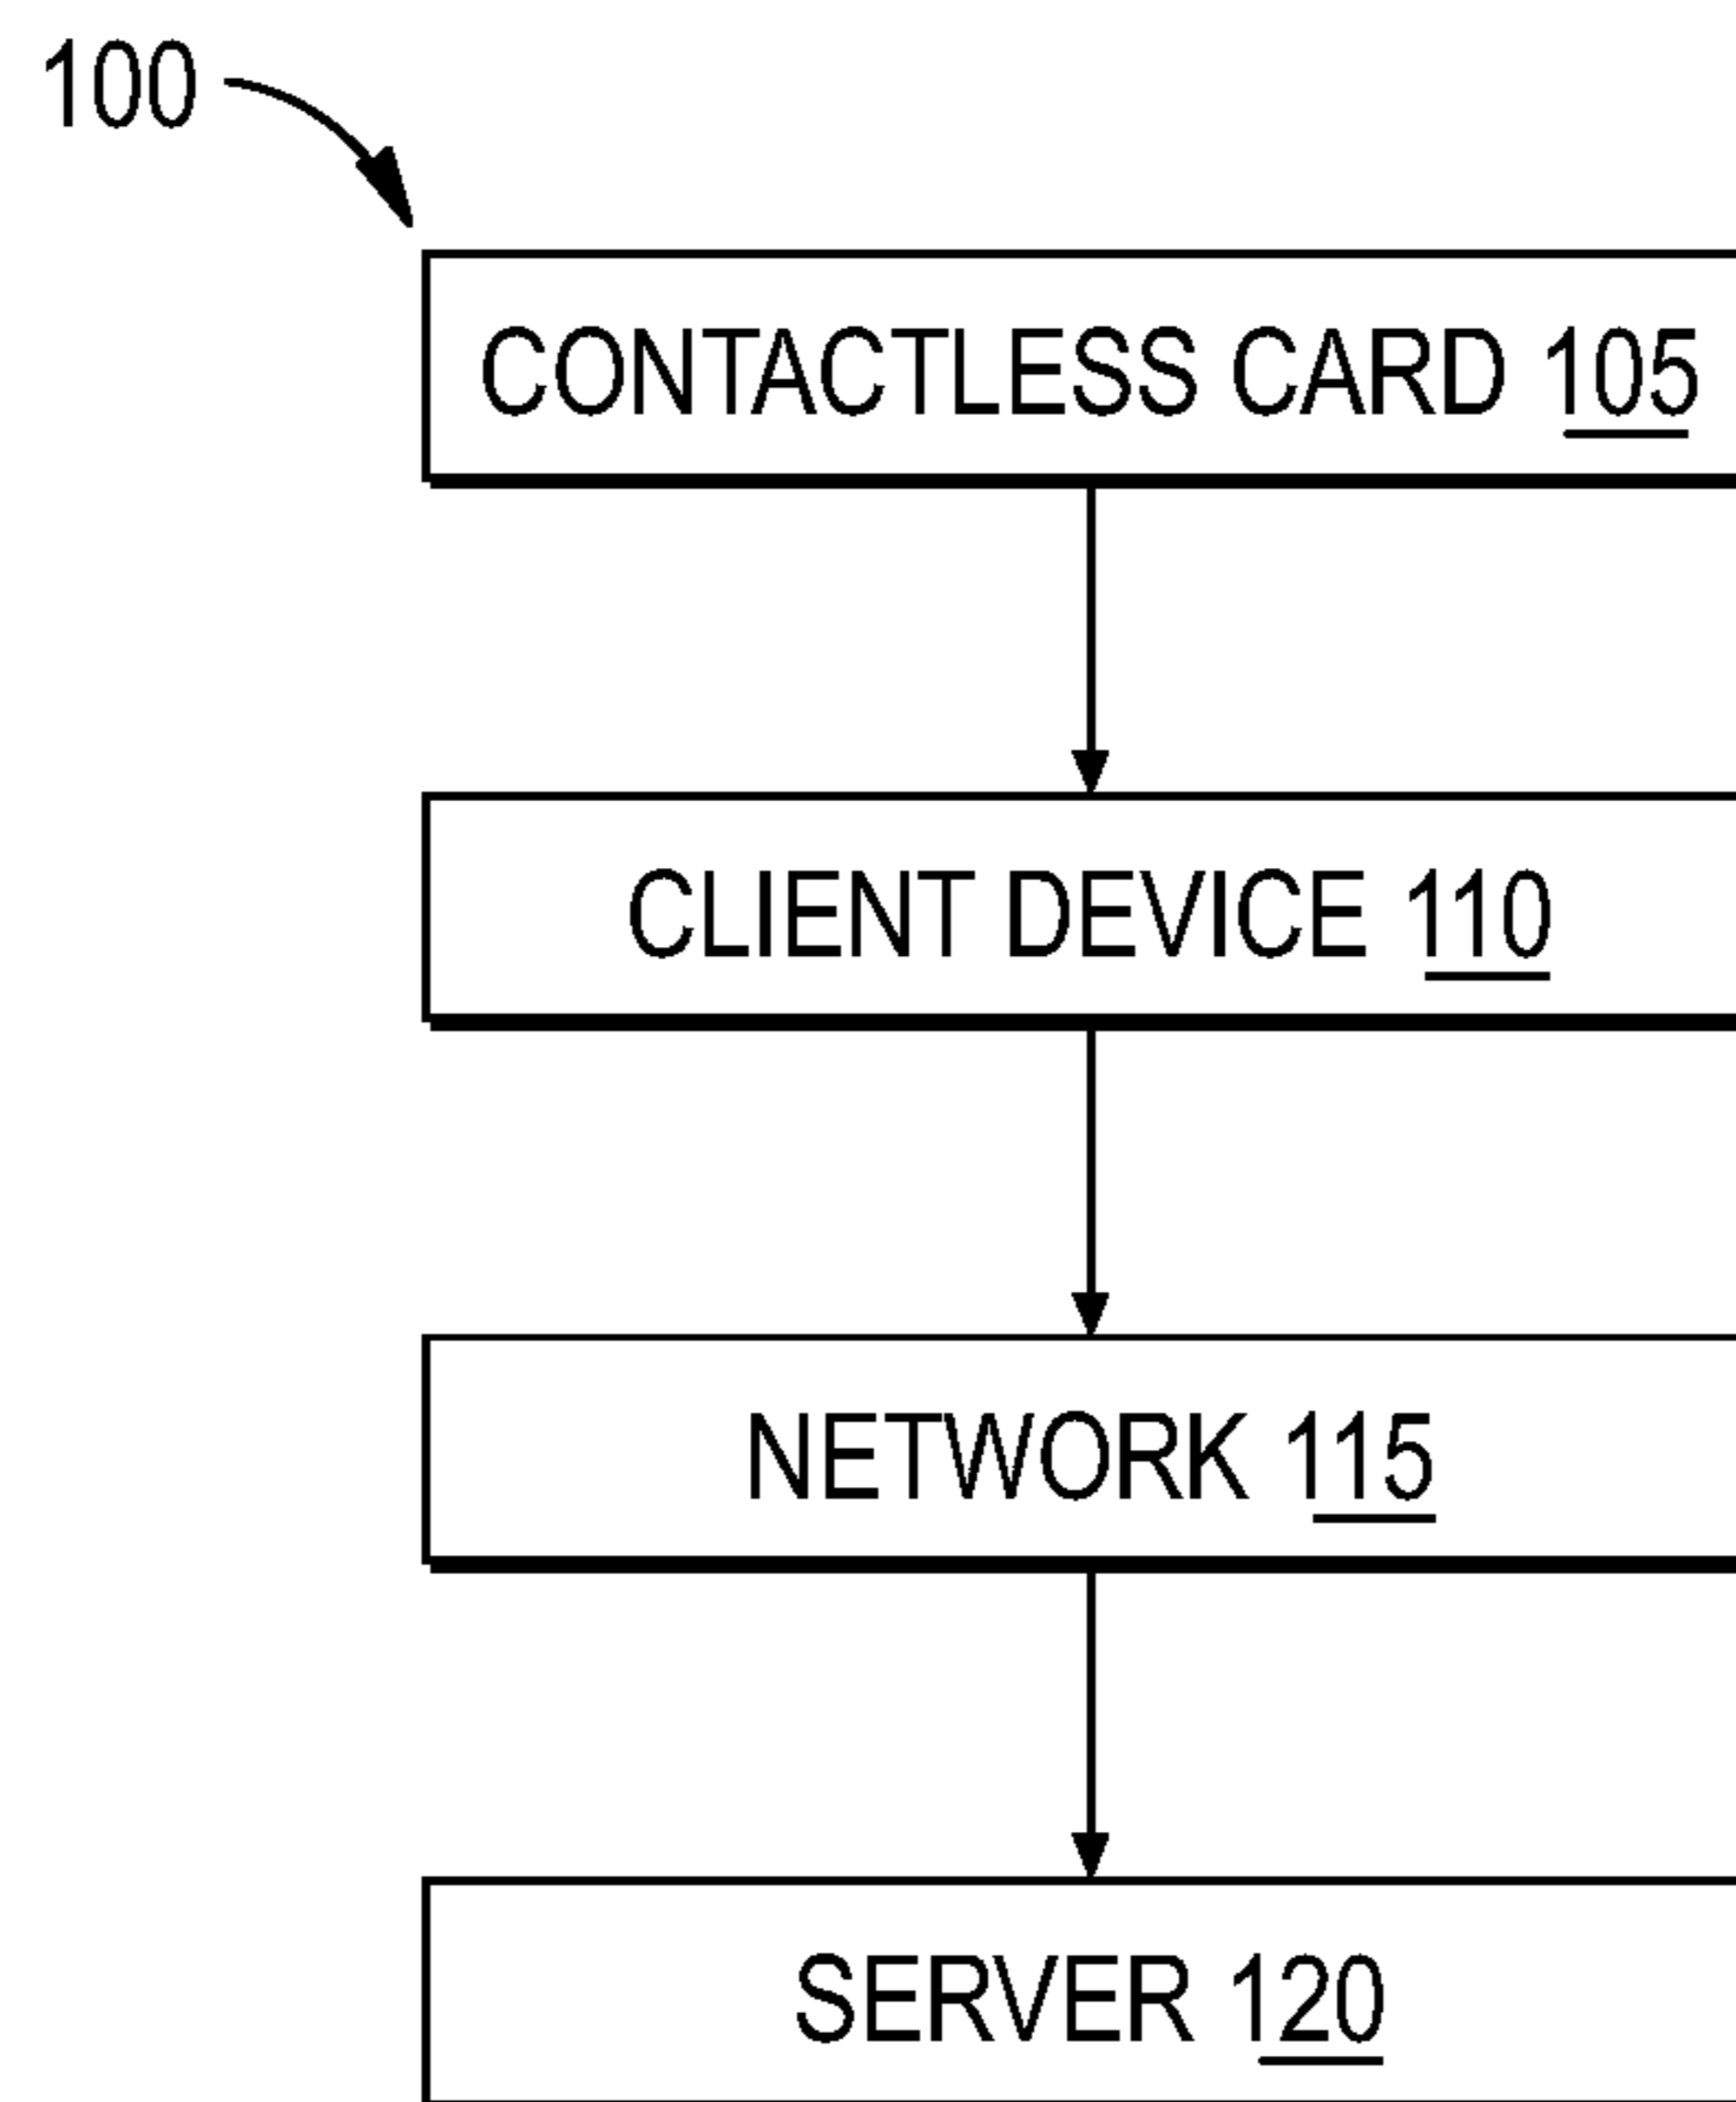 100
CONTACTLESS CARD 105
CLIENT DEVICE 110
NETWORK 115
SERVER 120